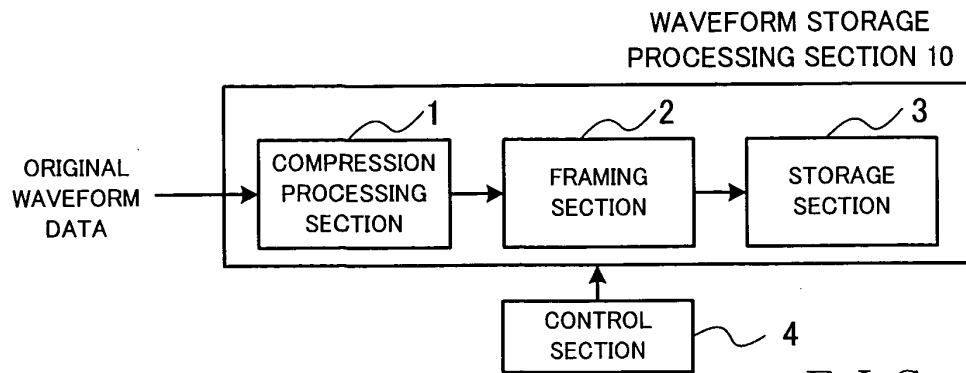 WAVEFORM STORAGE
PROCESSING SECTION 10
1
2
3
ORIGINAL
WAVEFORM
DATA
COMPRESSION
PROCESSING
SECTION
FRAMING
SECTION
STORAGE
SECTION
CONTROL
SECTION
4